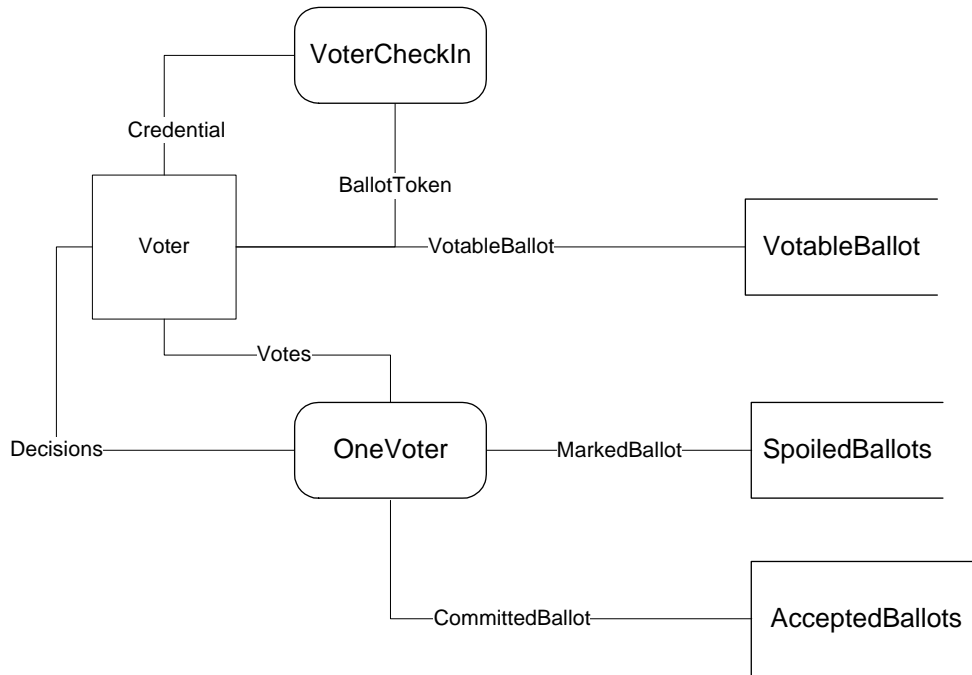 VoterCheckIn
Credential
BallotToken
Voter
VotableBallot
VotableBallot
Votes
Decisions
OneVoter
MarkedBallot
SpoiledBallots
CommittedBallot
AcceptedBallots